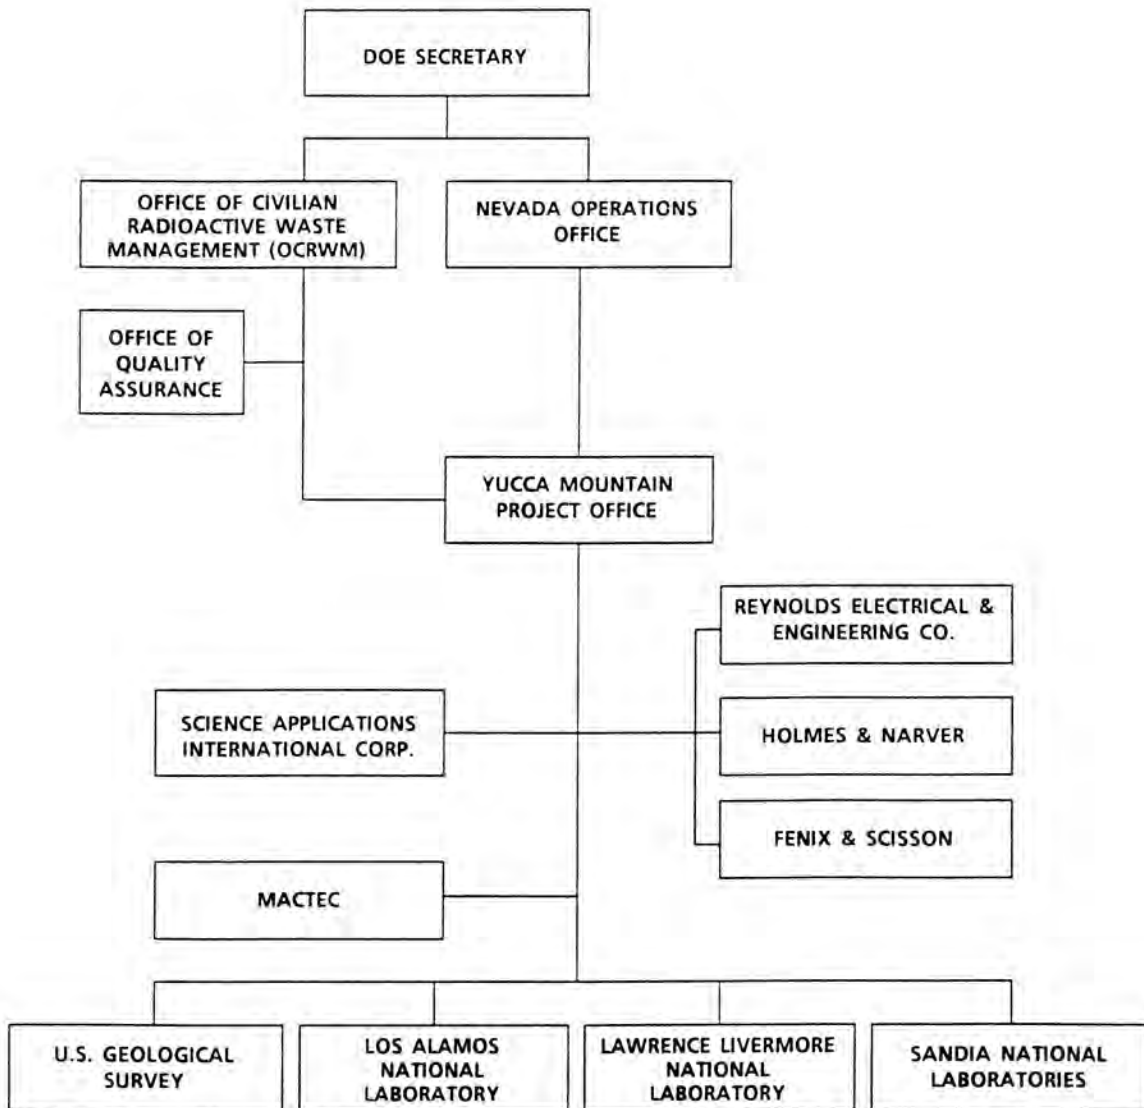 DOE SECRETARY
OFFICE OF CIVILIAN
RADIOACTIVE WASTE
MANAGEMENT (OCRWM)
NEVADA OPERATIONS
OFFICE
OFFICE OF
QUALITY
ASSURANCE
YUCCA MOUNTAIN
PROJECT OFFICE
REYNOLDS ELECTRICAL &
ENGINEERING CO.
SCIENCE APPLICATIONS
INTERNATIONAL CORP.
HOLMES & NARVER
FENIX & SCISSON
MACTEC
U.S. GEOLOGICAL
SURVEY
LOS ALAMOS
NATIONAL
LABORATORY
LAWRENCE LIVERMORE
NATIONAL
LABORATORY
SANDIA NATIONAL
LABORATORIES